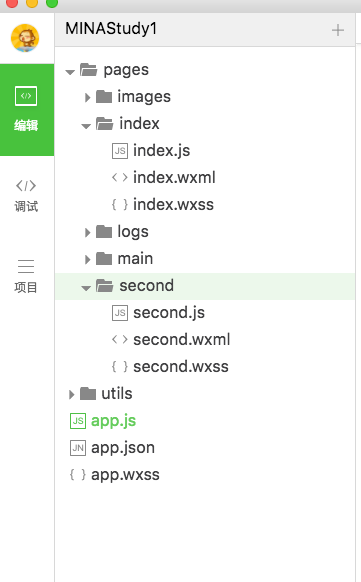 MINAStudy1
pages
images
index
JS index.js
<> index.wxml
{ } index.wxss
logs
main
second
JS second.js
<> second.wxml
{ } second.wxss
utils
JS app.js
JN app.json
{ } app.wxss
编辑
调试
项目